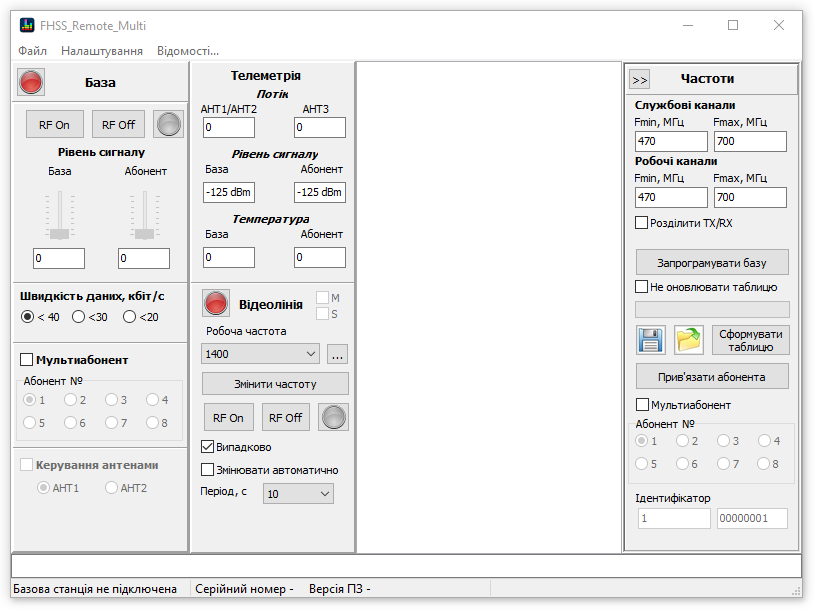 FHSS_Remote_Multi
Файл Налаштування Відомості...
База
RF On RF Off
Рівень сигналу
База Абонент
0 0
Швидкість даних, кбіт/с
< 40 <30 <20
Мультиабонент
Абонент №
1 2 3 4
5 6 7 8
Керування антенами
АНТ1 АНТ2
Телеметрія
Потік
АНТ1/АНТ2 АНТ3
0 0
Рівень сигналу
База Абонент
-125 dBm -125 dBm
Температура
База Абонент
0 0
Відеолінія
M
S
Робоча частота
1400 ...
Змінити частоту
RF On RF Off
Випадково
Змінювати автоматично
Період, с 10
>> Частоти
Службові канали
Fmin, МГц Fmax, МГц
470 700
Робочі канали
Fmin, МГц Fmax, МГц
470 700
Розділити TX/RX
Запрограмувати базу
Не оновлювати таблицю
Сформувати
таблицю
Прив'язати абонента
Мультиабонент
Абонент №
1 2 3 4
5 6 7 8
Ідентифікатор
1 00000001
Базова станція не підключена Серійний номер - Версія ПЗ -